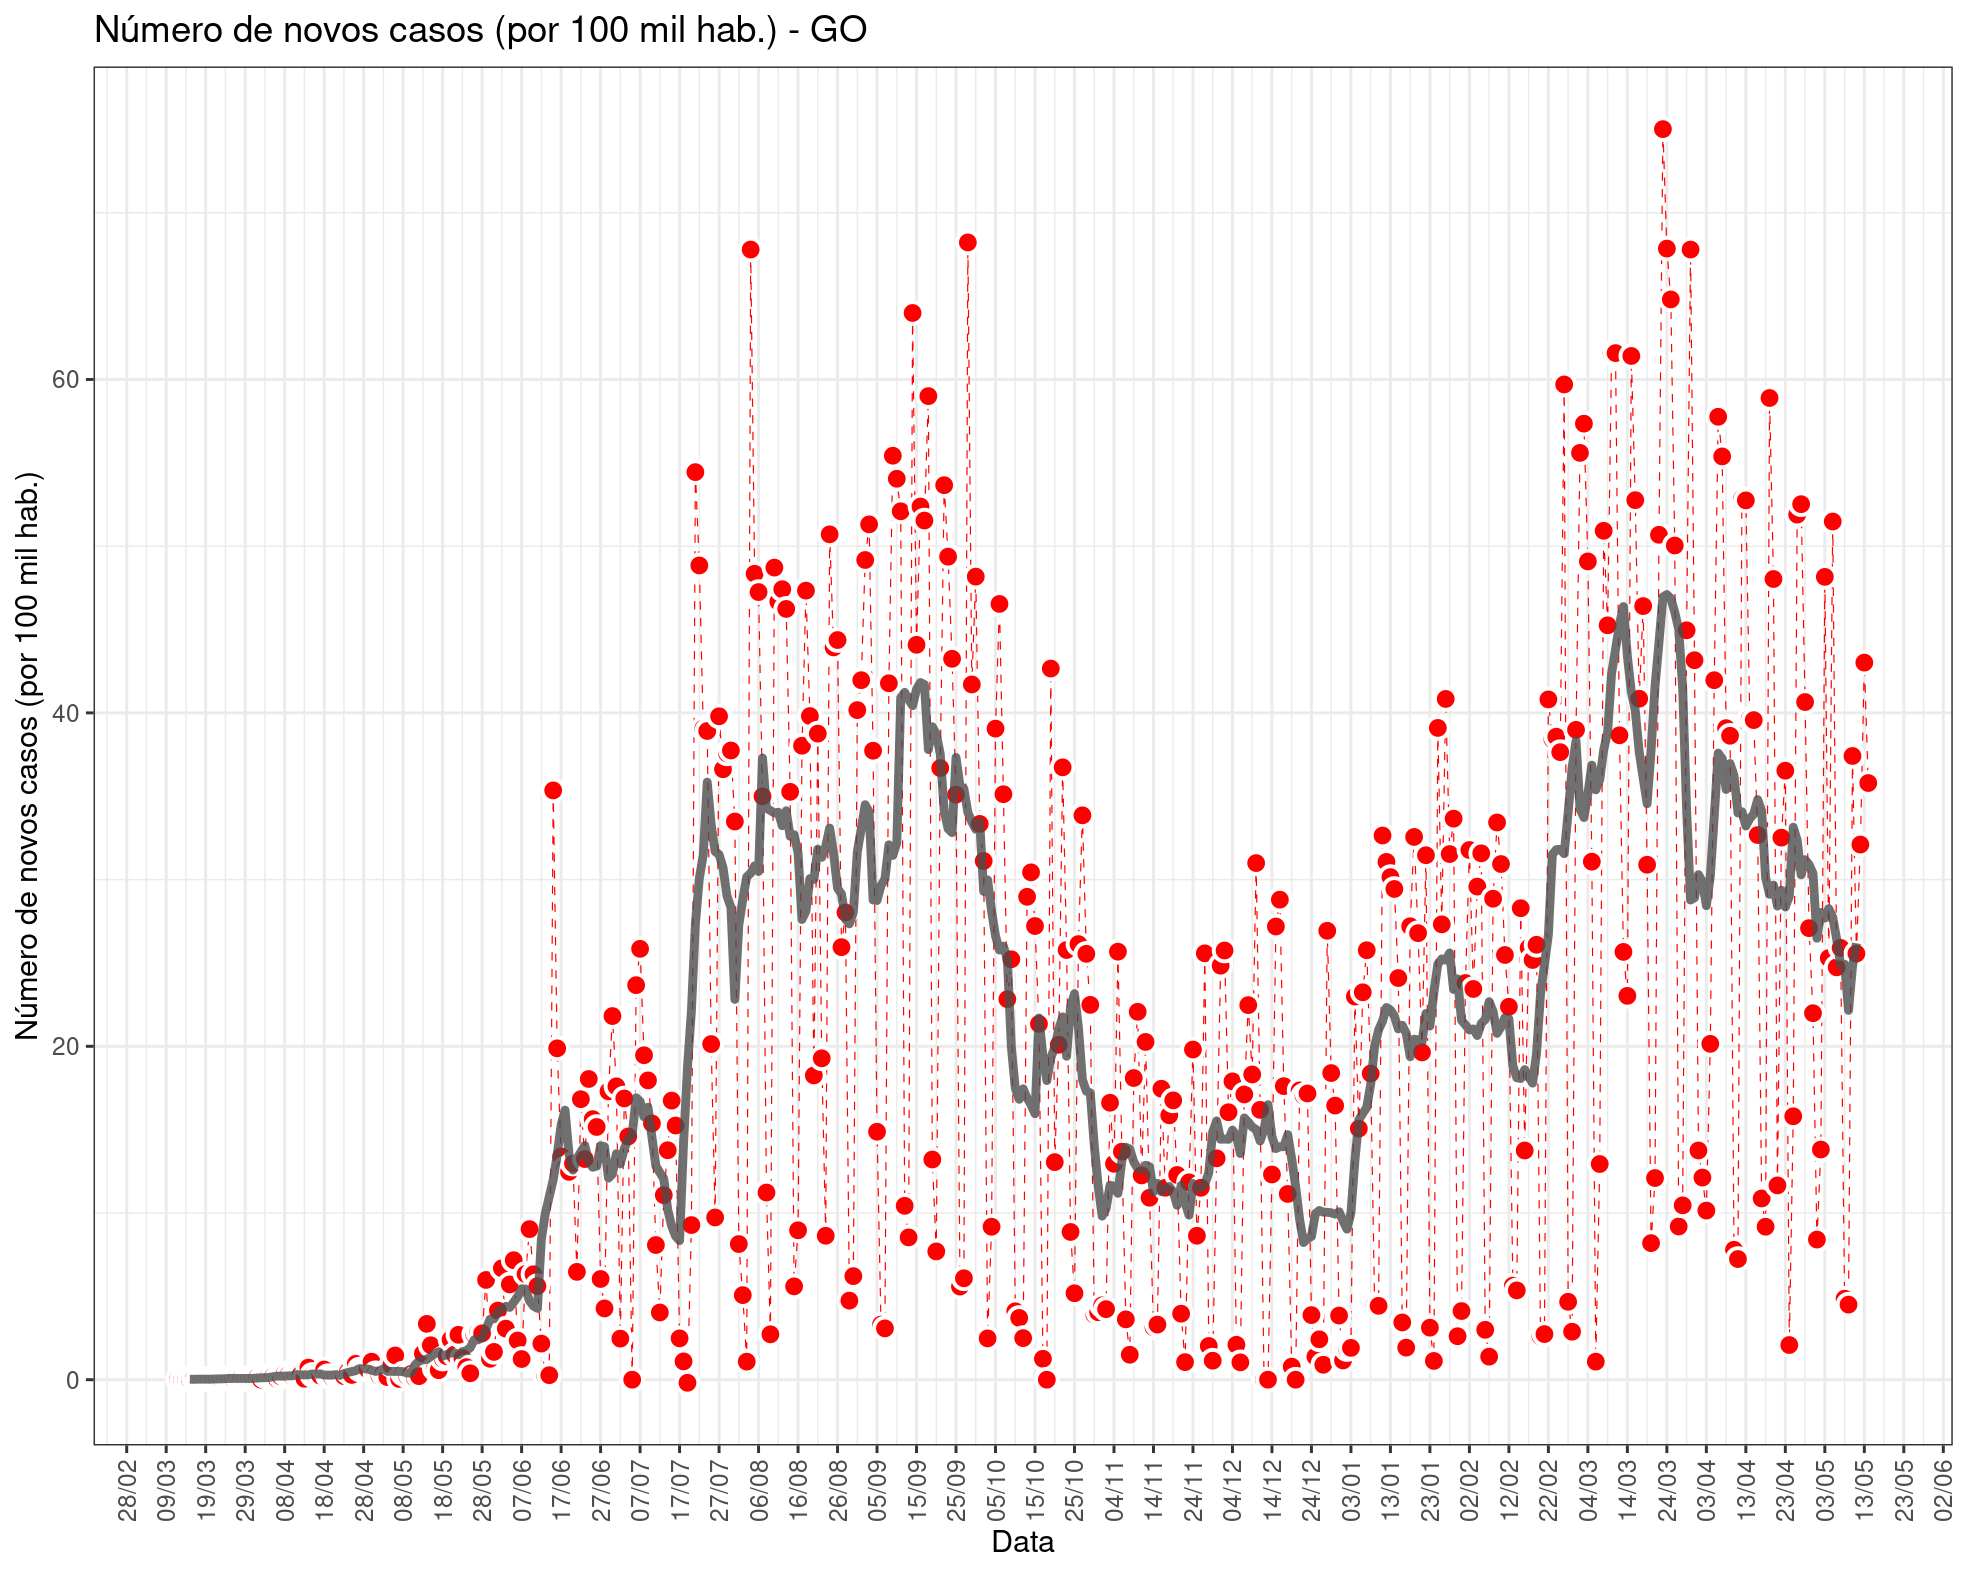 Número de novos casos (por 100 mil hab.) - GO
Número de novos casos (por 100 mil hab.)
60
40
20
0
28/02 09/03 19/03 29/03 08/04 18/04 28/04 08/05 18/05 28/05 07/06 17/06 27/06 07/07 17/07 27/07 06/08 16/08 26/08 05/09 15/09 25/09 05/10 15/10 25/10 04/11 14/11 24/11 04/12 14/12 24/12 03/01 13/01 23/01 02/02 12/02 22/02 04/03 14/03 24/03 03/04 13/04 23/04 03/05 13/05 23/05 02/06
Data